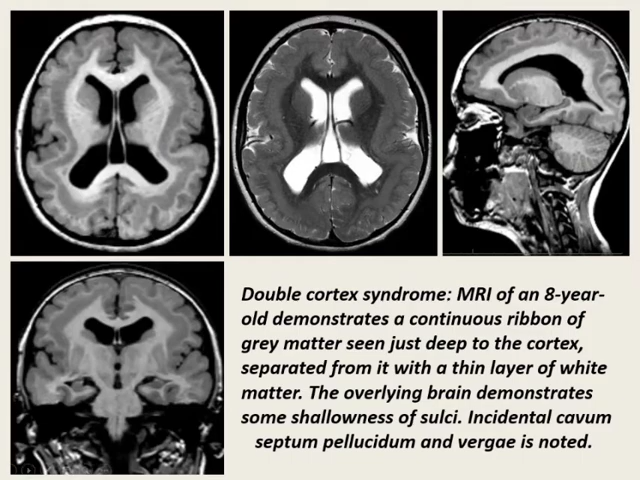 Double cortex syndrome: MRI of an 8-year-
old demonstrates a continuous ribbon of
grey matter seen just deep to the cortex,
separated from it with a thin layer of white
matter. The overlying brain demonstrates
some shallowness of sulci. Incidental cavum
septum pellucidum and vergae is noted.